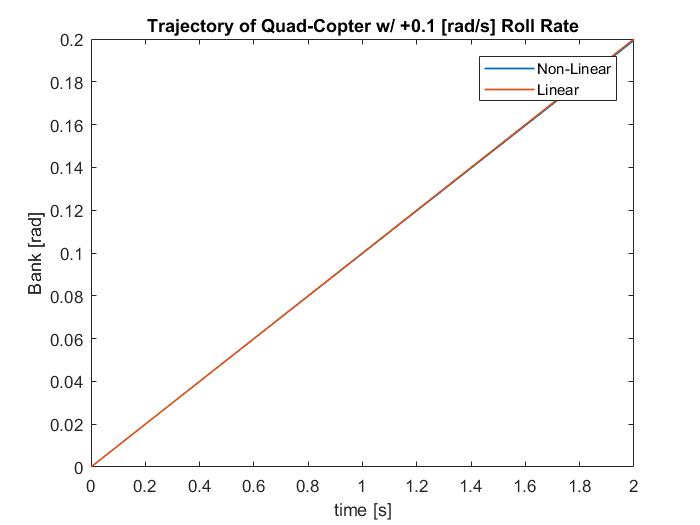 Trajectory of Quad-Copter w/ +0.1 [rad/s] Roll Rate
0.2
0.18
0.16
0.14
0.12
0.1
0.08
0.06
0.04
0.02
0
Bank [rad]
Non-Linear
Linear
0 0.2 0.4 0.6 0.8 1 1.2 1.4 1.6 1.8 2
time [s]